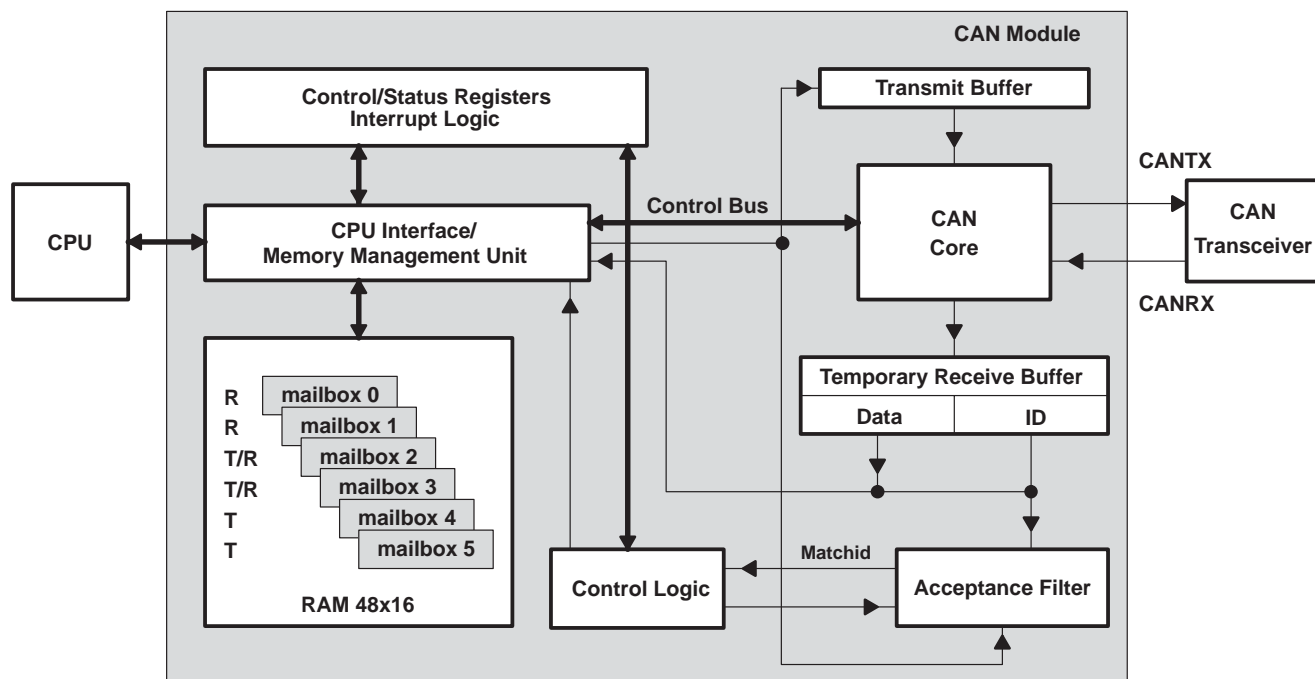 CAN Module
Control/Status Registers
Interrupt Logic
Transmit Buffer
CANTX
CPU
CPU Interface/
Memory Management Unit
Control Bus
CAN
Core
CAN
Transceiver
CANRX
Temporary Receive Buffer
Data
ID
R
mailbox 0
R
mailbox 1
T/R
mailbox 2
T/R
mailbox 3
T
mailbox 4
T
mailbox 5
RAM 48x16
Control Logic
Matchid
Acceptance Filter